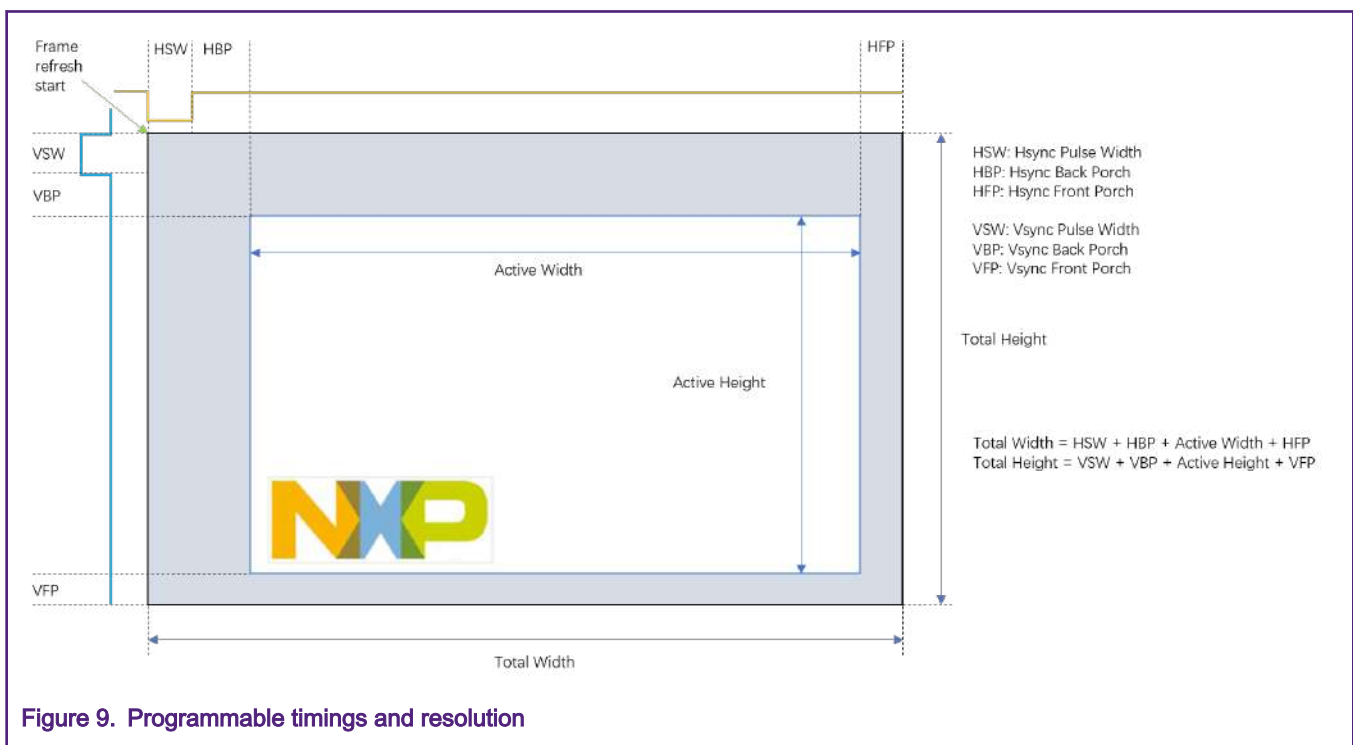 Frame
refresh
start
HSW
HBP
HFP
VSW
VBP
HSW: Hsync Pulse Width
HBP: Hsync Back Porch
HFP: Hsync Front Porch
VSW: Vsync Pulse Width
VBP: Vsync Back Porch
VFP: Vsync Front Porch
Active Width
Total Height
Active Height
Total Width = HSW + HBP + Active Width + HFP
Total Height = VSW + VBP + Active Height + VFP
NXP
VFP
Total Width
Figure 9. Programmable timings and resolution